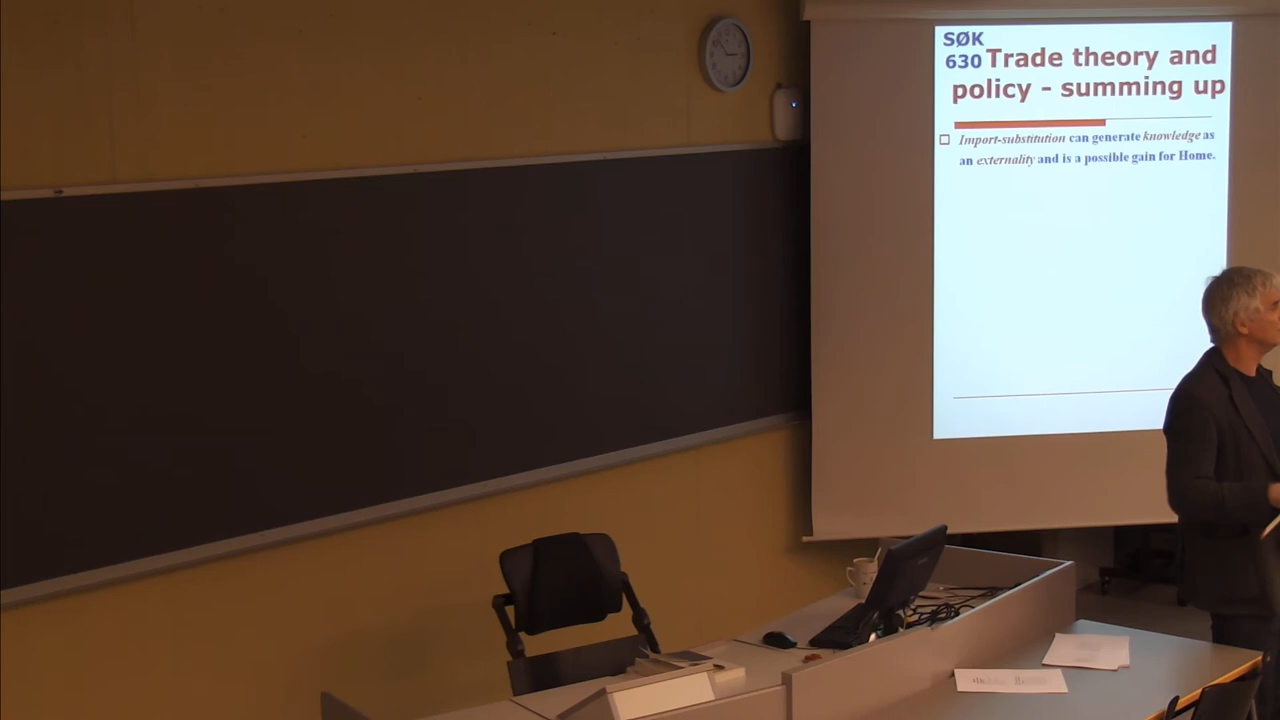 SØK
630
Trade theory and
policy - summing up
Import-substitution can generate knowledge as
an externality and is a possible gain for Home.